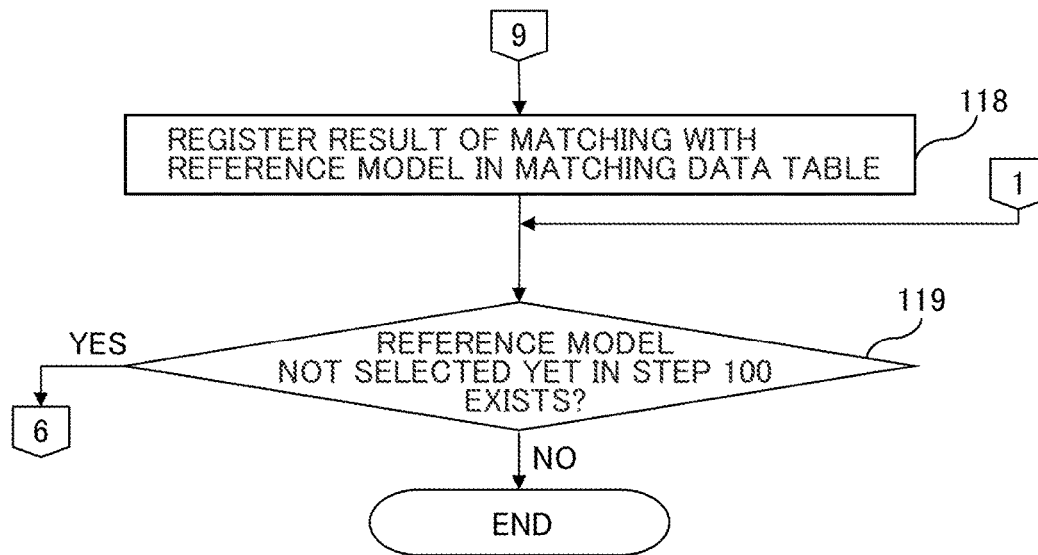 9
118
REGISTER RESULT OF MATCHING WITH
REFERENCE MODEL IN MATCHING DATA TABLE
1
119
YES
REFERENCE MODEL
NOT SELECTED YET IN STEP 100
EXISTS?
6
NO
END